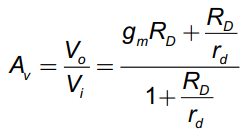 A_v = V_o/V_i = (g_m R_D + R_D/r_d)/(1 + R_D/r_d)